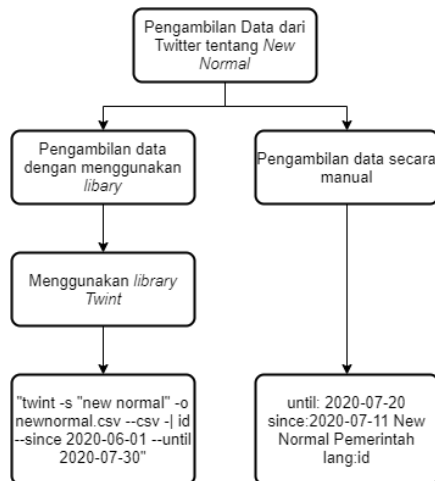 Pengambilan Data dari
Twitter tentang New
Normal
Pengambilan data
dengan menggunakan
libary
Pengambilan data secara
manual
Menggunakan library
Twint
"twint -s "new normal" -o
newnormal.csv --csv -| id
--since 2020-06-01 --until
2020-07-30"
until: 2020-07-20
since:2020-07-11 New
Normal Pemerintah
lang:id